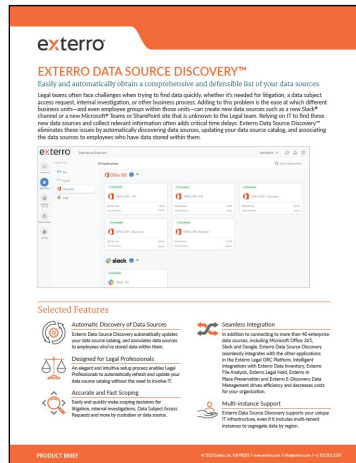 exterro
EXTERRO DATA SOURCE DISCOVERY™
Easily and automatically obtain a comprehensive and defensible list of your data sources
Legal teams often face challenges when trying to find data quickly, whether it's needed for litigation, a data subject
access request, internal investigation, or other business process. Adding to this problem is the ease at which different
business units—and even employee groups within those units—can create new data sources such as a new Slack®
channel or a new Microsoft® Teams or SharePoint site that is unknown to the Legal team. Relying on IT to find these
new data sources and collect relevant information often adds critical time delays. Exterro Data Source Discovery™
eliminates these issues by automatically discovering data sources, updating your data source catalog, and associating
the data sources to employees who have data stored within them.
exterro
Office 365
slack
Selected Features
Automatic Discovery of Data Sources
Exterro Data Source Discovery automatically updates
your data source catalog, and associates data sources
to employees who've stored data within them.
Designed for Legal Professionals
An elegant and intuitive setup process enables Legal
Professionals to automatically refresh and update your
data source catalog without the need to involve IT.
Accurate and Fast Scoping
Easily and quickly make scoping decisions for
litigation, internal investigations, Data Subject Access
Requests and more by custodian or data source.
Seamless Integration
In addition to connecting to more than 40 enterprise
data sources, including Microsoft Office 365,
Slack and Google, Exterro Data Source Discovery
seamlessly integrates with the other applications
in the Exterro Legal GRC Platform. Intelligent
integrations with Exterro Data Inventory, Exterro
File Analysis, Exterro Legal Hold, Exterro In
Place Preservation and Exterro E-Discovery Data
Management drives efficiency and decreases costs
for your organization.
Multi-instance Support
Exterro Data Source Discovery supports your unique
IT infrastructure, even if it includes multi-tenant
instances to segregate data by region.
PRODUCT BRIEF